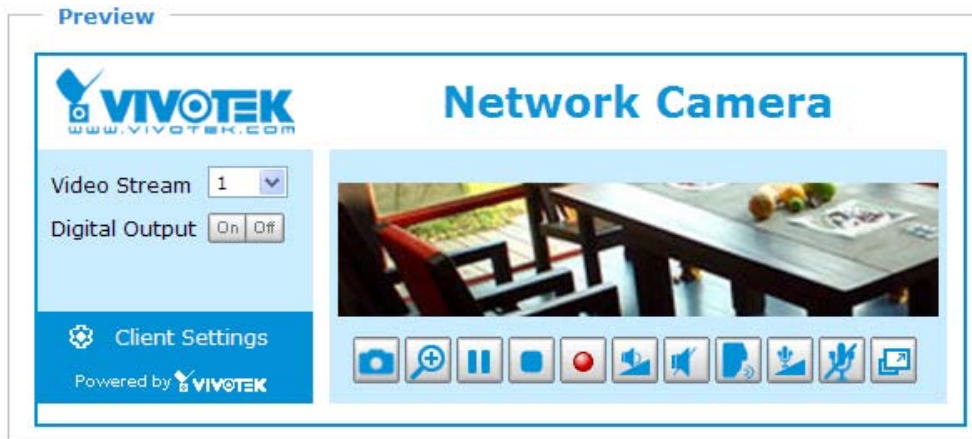 Preview
VIVOTEK
www.vivotek.com
Network Camera
Video Stream 1
Digital Output On Off
Client Settings
Powered by VIVOTEK